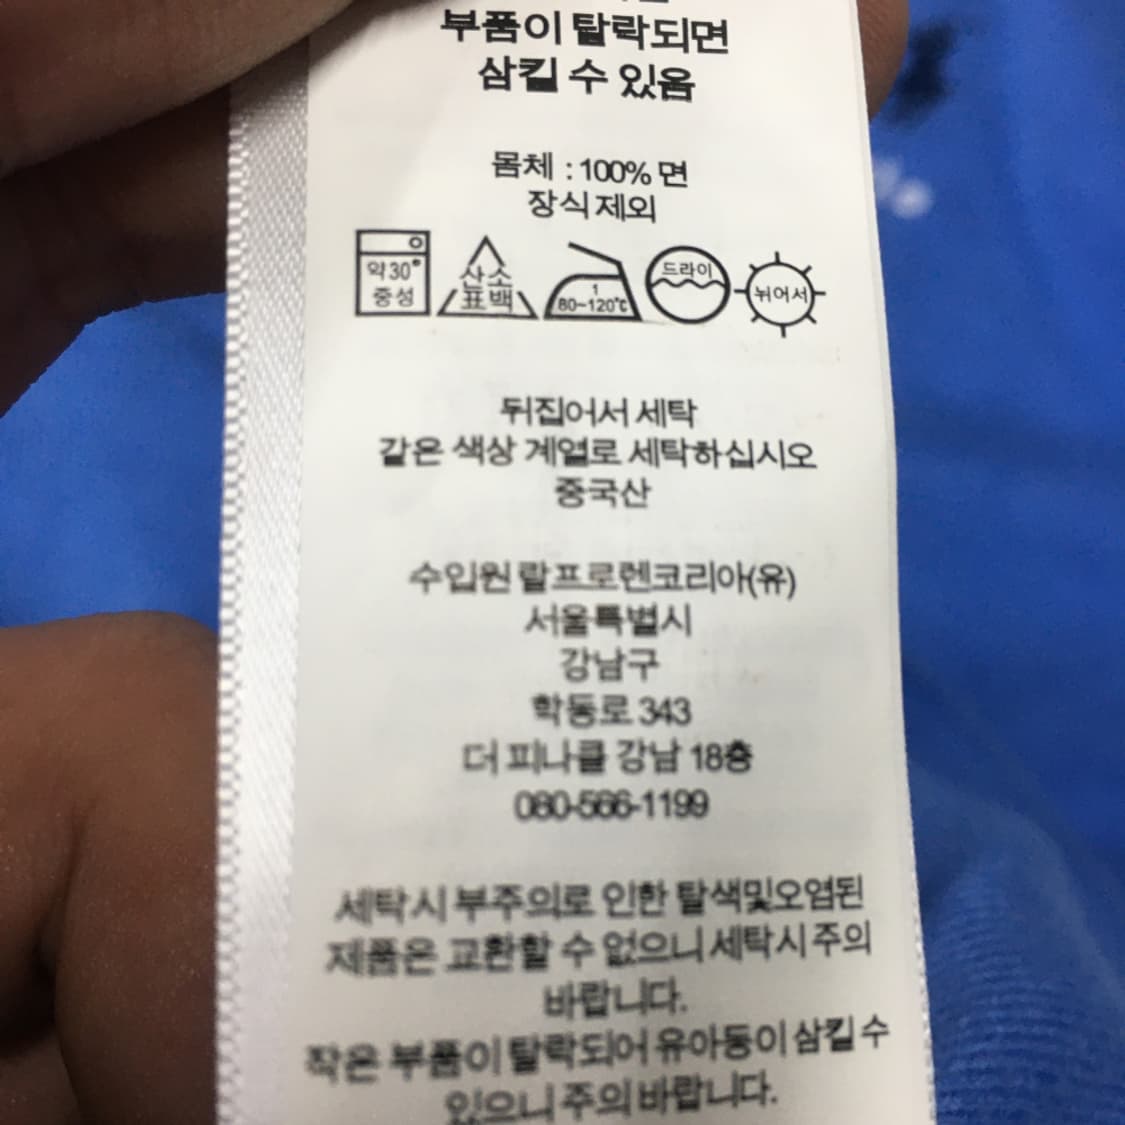 부품이 탈락되면
삼킬 수 있음
몸체 : 100% 면
장식 제외
약30° 중성
산소 표백
1 80~120℃
드라이
뉘어서
뒤집어서 세탁
같은 색상 계열로 세탁하십시오
중국산
수입원 랄프로렌코리아(유)
서울특별시
강남구
학동로 343
더 피나클 강남 18층
080-566-1199
세탁시 부주의로 인한 탈색및오염된
제품은 교환할 수 없으니 세탁시 주의
바랍니다.
작은 부품이 탈락되어 유아동이 삼킬 수
있으니 주의 바랍니다.